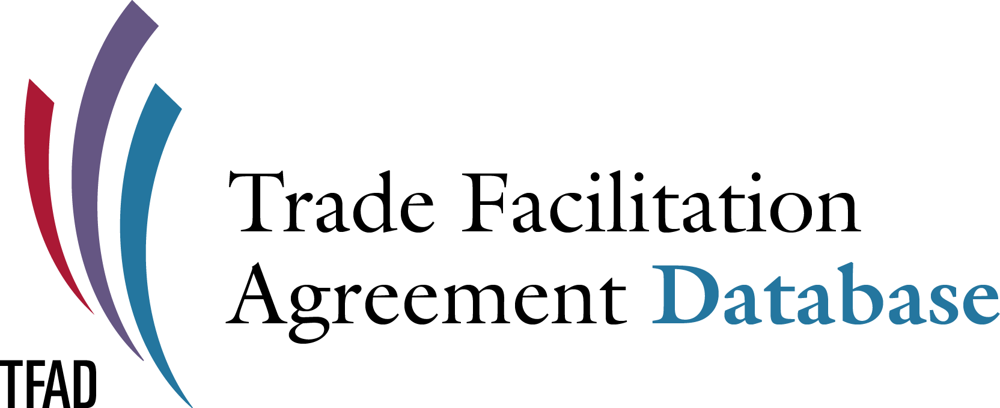 Trade Facilitation
Agreement Database
TFAD